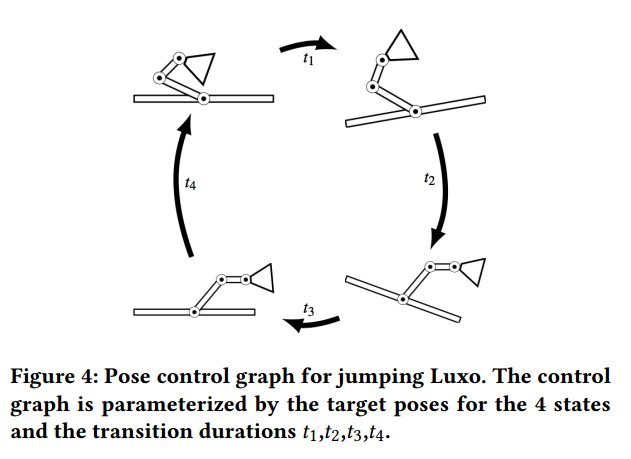 t1
t2
t4
t3
Figure 4: Pose control graph for jumping Luxo. The control
graph is parameterized by the target poses for the 4 states
and the transition durations t1,t2,t3,t4.